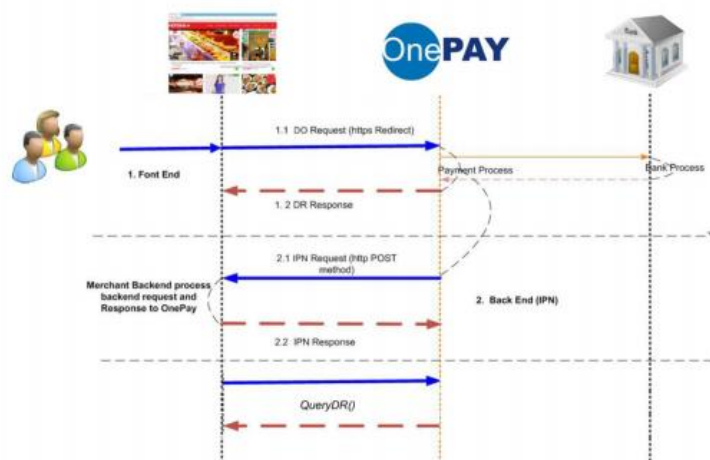 OnePAY
1.1 DO Request (https Redirect)
Payment Process
Bank Process
1. Font End
1. 2 DR Response
2.1 IPN Request (http POST
method)
Merchant Backend process
backend request and
Response to OnePay
2. Back End (IPN)
2.2 IPN Response
QueryDR()